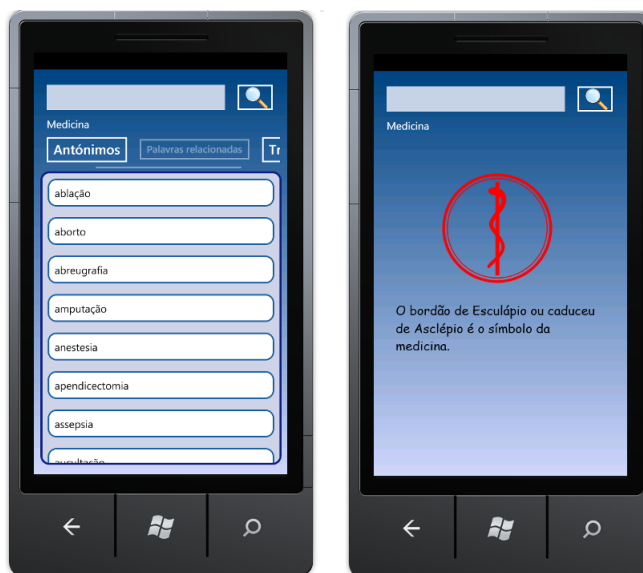 Medicina
Antónimos
Palavras relacionadas
Tr
ablação
aborto
abreugrafia
amputação
anestesia
apendicectomia
assepsia
auscultação
Medicina
O bordão de Esculápio ou caduceu
de Asclépio é o símbolo da
medicina.